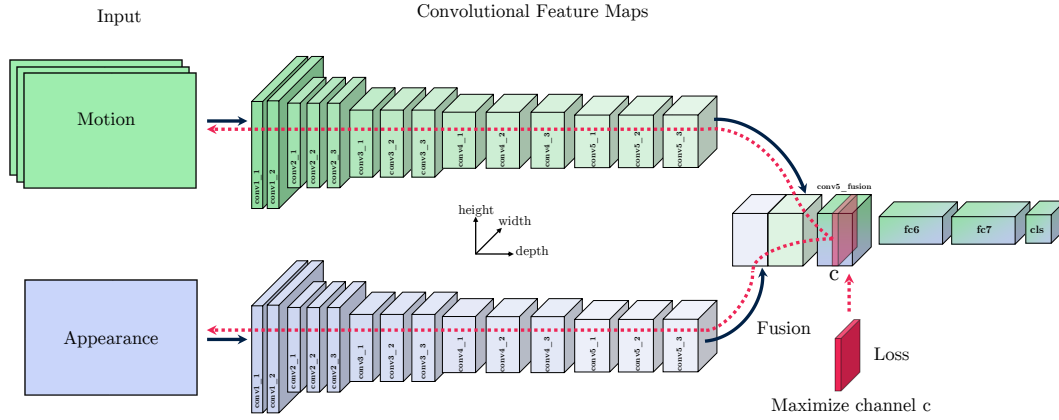 Input
Convolutional Feature Maps
Motion
conv1_1
conv1_2
conv2_1
conv2_2
conv2_3
conv3_1
conv3_2
conv3_3
conv4_1
conv4_2
conv4_3
conv5_1
conv5_2
conv5_3
conv5_fusion
height
width
depth
fc6
fc7
cls
c
Appearance
conv1_1
conv1_2
conv2_1
conv2_2
conv2_3
conv3_1
conv3_2
conv3_3
conv4_1
conv4_2
conv4_3
conv5_1
conv5_2
conv5_3
Fusion
Loss
Maximize channel c